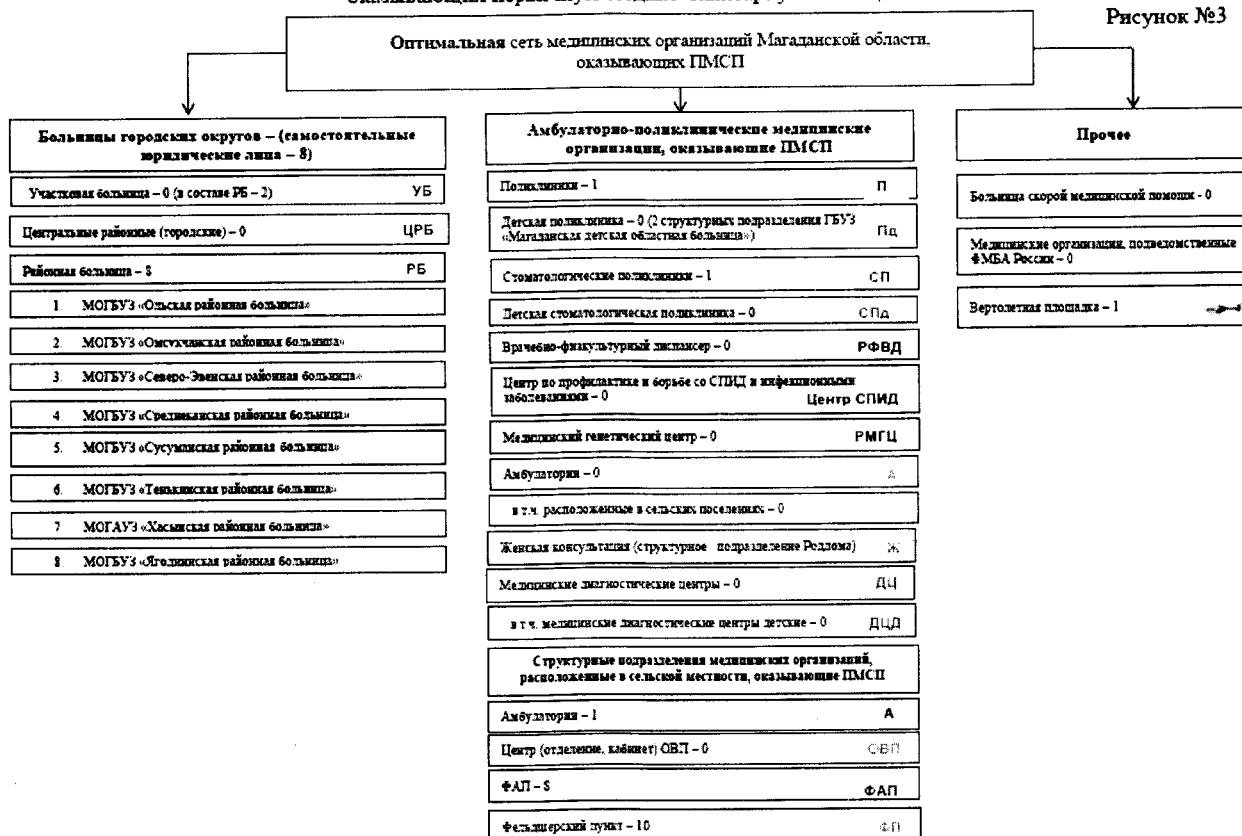 Рисунок №3
Оптимальная сеть медицинских организаций Магаданской области,
оказывающих ПМСП
Больницы городских округов – (самостоятельные
юридические лица – 8)
Участковая больница – 0 (в составе РБ – 2) УБ
Центральные районные (городские) – 0 ЦРБ
Районная больница – 8 РБ
1. МОГБУЗ «Ольская районная больница»
2. МОГБУЗ «Омсукчанская районная больница»
3. МОГБУЗ «Северо-Эвенская районная больница»
4 МОГБУЗ «Среднеканская районная больница»
5. МОГБУЗ «Сусуманская районная больница»
6. МОГБУЗ «Тенькинская районная больница»
7 МОГАУЗ «Хасынская районная больница»
8 МОГБУЗ «Ягоднинская районная больница»
Амбулаторно-поликлинические медицинские
организации, оказывающие ПМСП
Поликлиники – 1 П
Детская поликлиника – 0 (2 структурных подразделения ГБУЗ
«Магаданская детская областная больница») Пд
Стоматологические поликлиники – 1 СП
Детская стоматологическая поликлиника – 0 СПд
Врачебно-физкультурный диспансер – 0 РФВД
Центр по профилактике и борьбе со СПИД и инфекционными
заболеваниями – 0 Центр СПИД
Медицинский генетический центр – 0 РМГЦ
Амбулатории – 0 А
в т.ч. расположенные в сельских поселениях – 0
Женская консультация (структурное подразделение Роддома) Ж
Медицинские диагностические центры – 0 ДЦ
в т.ч. медицинские диагностические центры детские – 0 ДЦД
Структурные подразделения медицинских организаций,
расположенные в сельской местности, оказывающие ПМСП
Амбулатория – 1 А
Центр (отделение, кабинет) ОВП – 0 ОВП
ФАП – 8 ФАП
Фельдшерский пункт – 10 ФП
Прочее
Больница скорой медицинской помощи - 0
Медицинские организации, подведомственные
ФМБА России – 0
Вертолетная площадка – 1